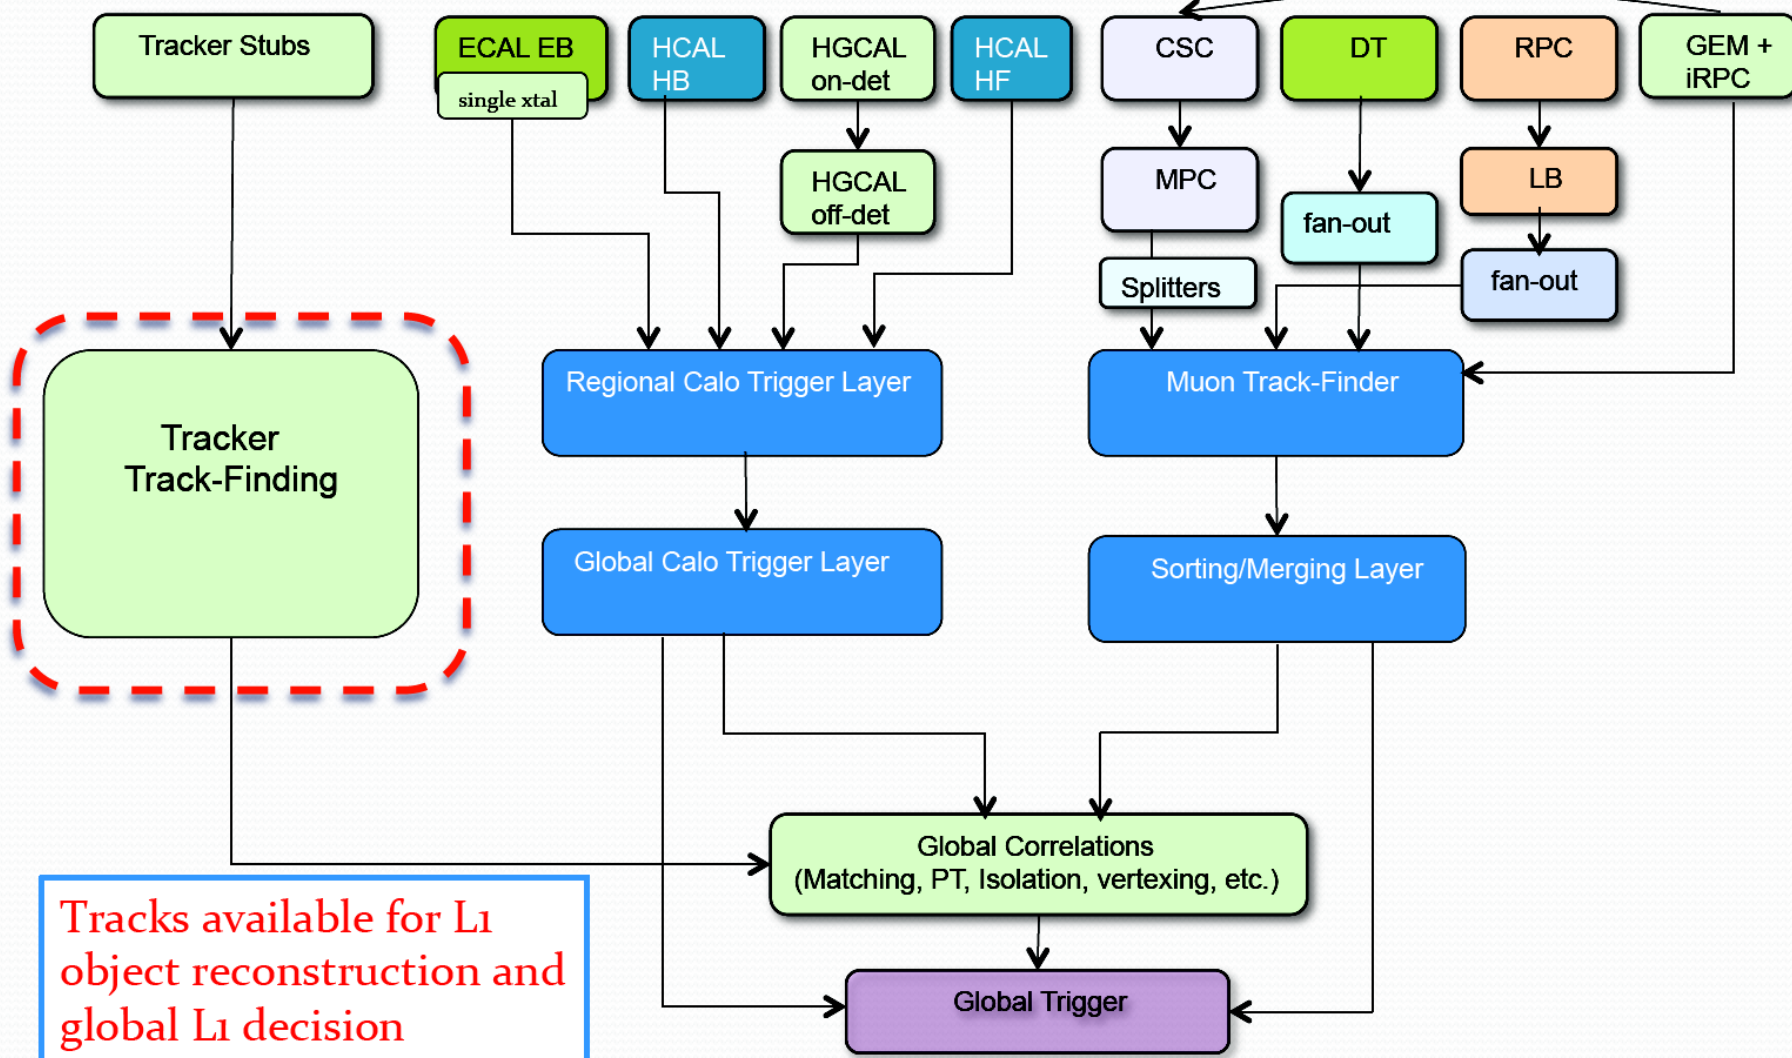 Tracker Stubs
ECAL EB
single xtal
HCAL
HB
HGCAL
on-det
HCAL
HF
CSC
DT
RPC
GEM +
iRPC
HGCAL
off-det
MPC
fan-out
LB
Splitters
fan-out
Tracker
Track-Finding
Regional Calo Trigger Layer
Muon Track-Finder
Global Calo Trigger Layer
Sorting/Merging Layer
Global Correlations
(Matching, PT, Isolation, vertexing, etc.)
Global Trigger
Tracks available for L1
object reconstruction and
global L1 decision